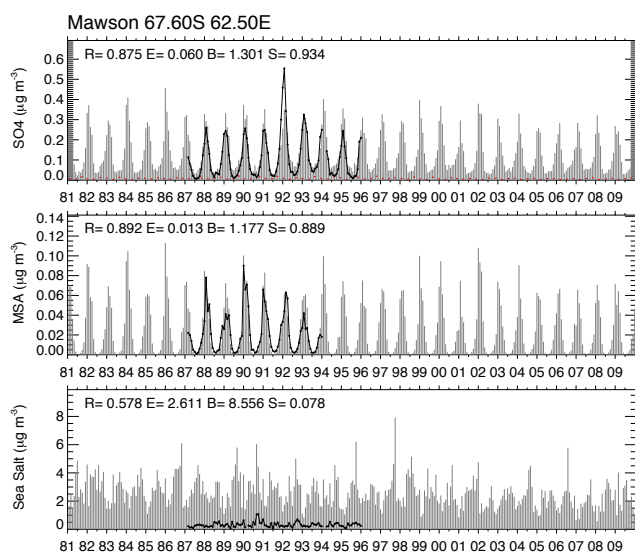 Mawson 67.60S 62.50E
R= 0.875 E= 0.060 B= 1.301 S= 0.934
SO4 (μg m⁻³)
0.6
0.5
0.4
0.3
0.2
0.1
0.0
81 82 83 84 85 86 87 88 89 90 91 92 93 94 95 96 97 98 99 00 01 02 03 04 05 06 07 08 09
R= 0.892 E= 0.013 B= 1.177 S= 0.889
MSA (μg m⁻³)
0.14
0.12
0.10
0.08
0.06
0.04
0.02
0.00
81 82 83 84 85 86 87 88 89 90 91 92 93 94 95 96 97 98 99 00 01 02 03 04 05 06 07 08 09
R= 0.578 E= 2.611 B= 8.556 S= 0.078
Sea Salt (μg m⁻³)
8
6
4
2
0
81 82 83 84 85 86 87 88 89 90 91 92 93 94 95 96 97 98 99 00 01 02 03 04 05 06 07 08 09